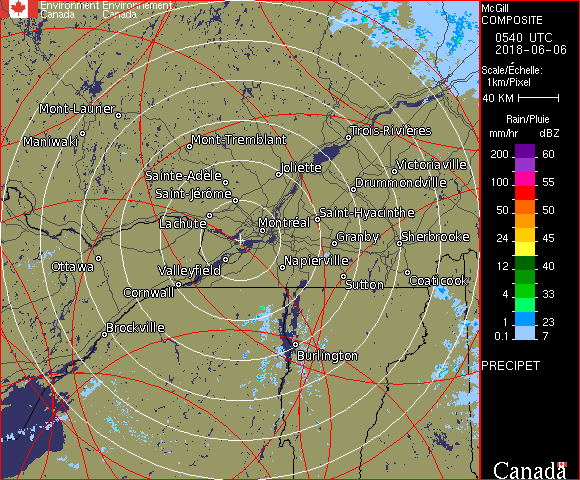 Environment Environnement
Canada Canada
McGill
COMPOSITE
0540 UTC
2018-06-06
Scale/Échelle:
1km/Pixel
40 KM
Rain/Pluie
mm/hr dBZ
200 60
150 57
100 55
50 50
24 45
12 40
4 33
1 23
0.1 7
PRECIPET
Canada
Mont-Laurier
Maniwaki
Mont-Tremblant
Trois-Rivières
Joliette
Victoriaville
Sainte-Adèle
Drummondville
Saint-Jérôme
Lachute
Saint-Hyacinthe
Montréal
Granby
Sherbrooke
Ottawa
Valleyfield
Napierville
Cornwall
Sutton
Coaticook
Brockville
Burlington